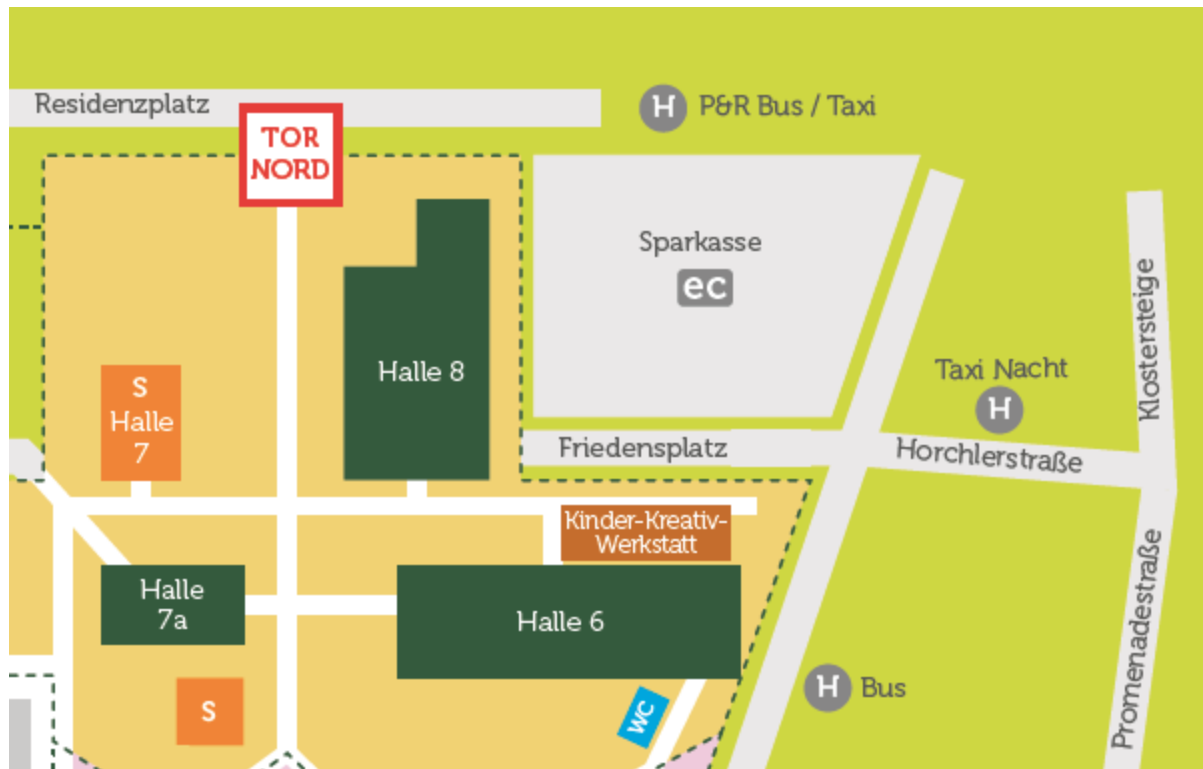 Residenzplatz
TOR
NORD
H P&R Bus / Taxi
Sparkasse
ec
Halle 8
S
Halle
7
Taxi Nacht
H
Klostersteige
Friedensplatz
Horchlerstraße
Kinder-Kreativ-
Werkstatt
Halle
7a
Halle 6
Promenadestraße
S
WC
H Bus